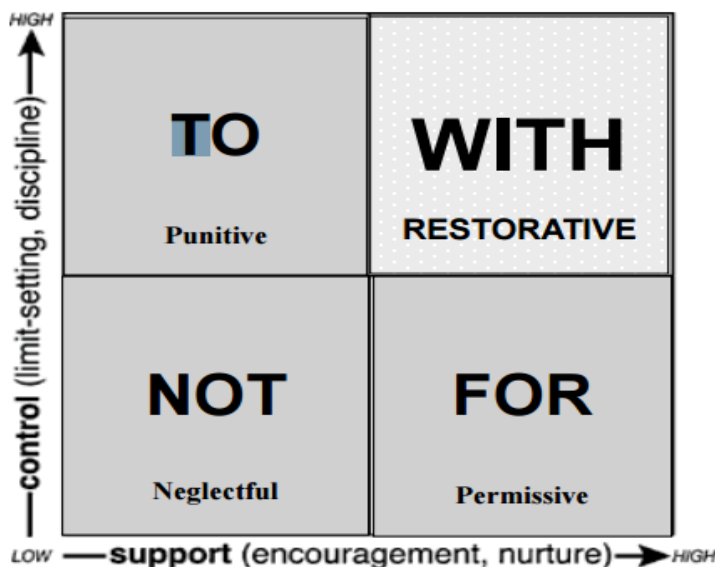 HIGH
TO
Punitive
WITH
RESTORATIVE
control (limit-setting, discipline)
NOT
Neglectful
FOR
Permissive
LOW
support (encouragement, nurture)
HIGH